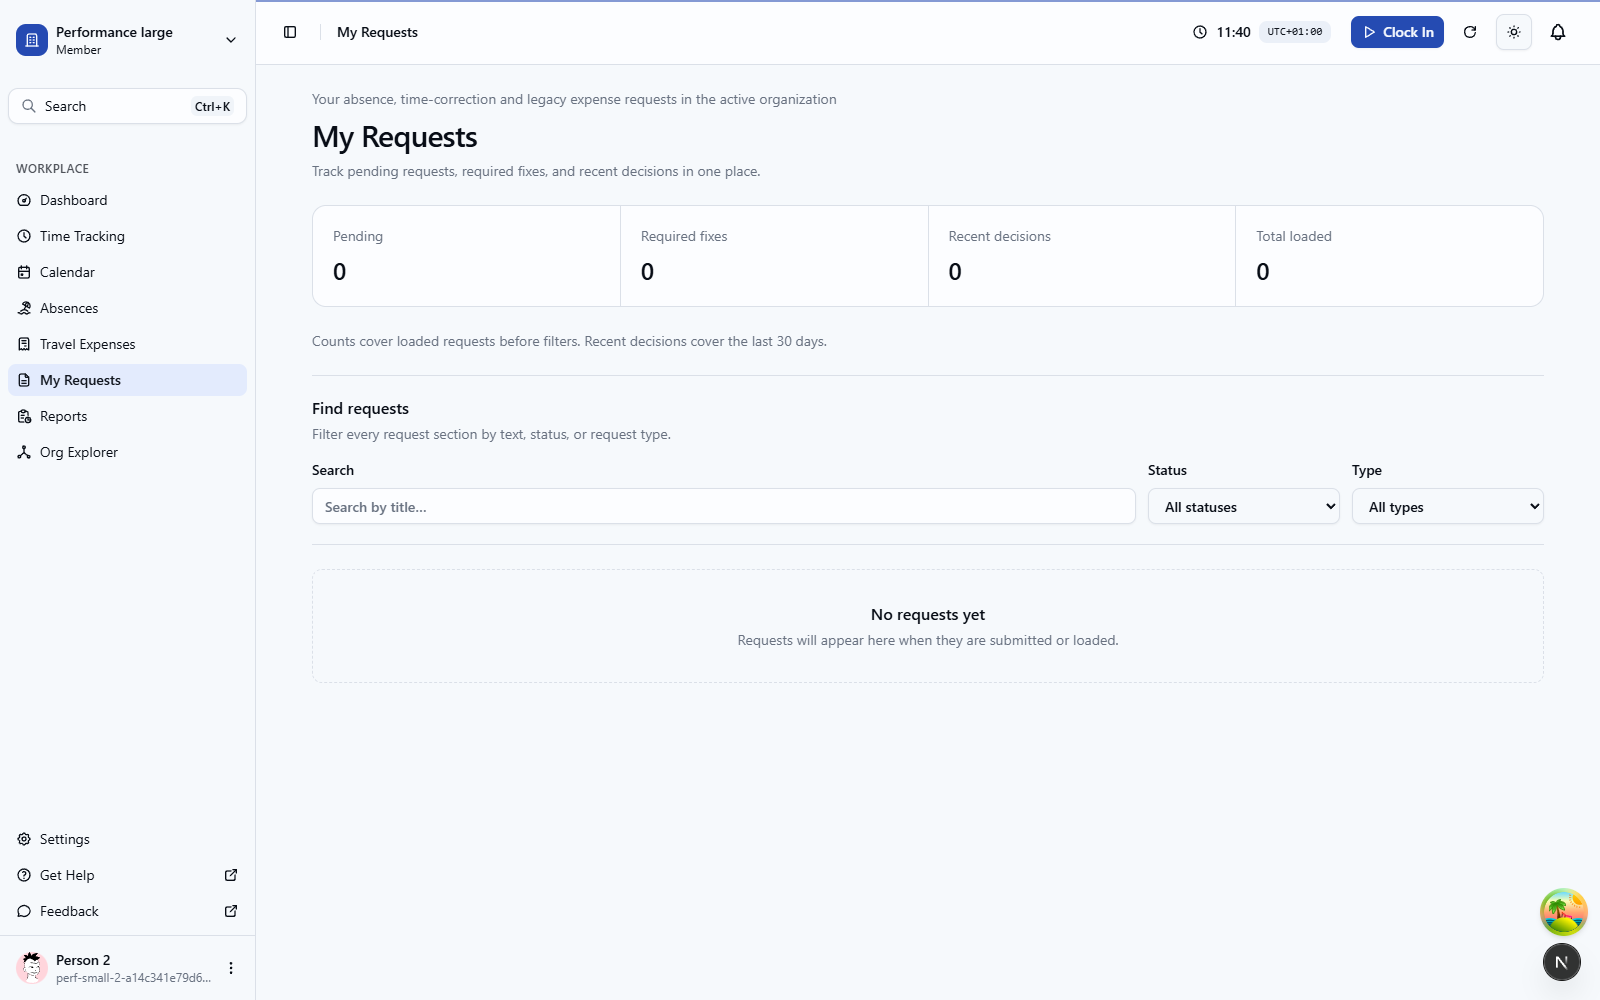 Performance large
Member
Search
Ctrl+K
WORKPLACE
Dashboard
Time Tracking
Calendar
Absences
Travel Expenses
My Requests
Reports
Org Explorer
Settings
Get Help
Feedback
Person 2
perf-small-2-a14c341e79d6...
My Requests
11:40
UTC+01:00
Clock In
Your absence, time-correction and legacy expense requests in the active organization
My Requests
Track pending requests, required fixes, and recent decisions in one place.
Pending
0
Required fixes
0
Recent decisions
0
Total loaded
0
Counts cover loaded requests before filters. Recent decisions cover the last 30 days.
Find requests
Filter every request section by text, status, or request type.
Search
Search by title...
Status
All statuses
Type
All types
No requests yet
Requests will appear here when they are submitted or loaded.
N